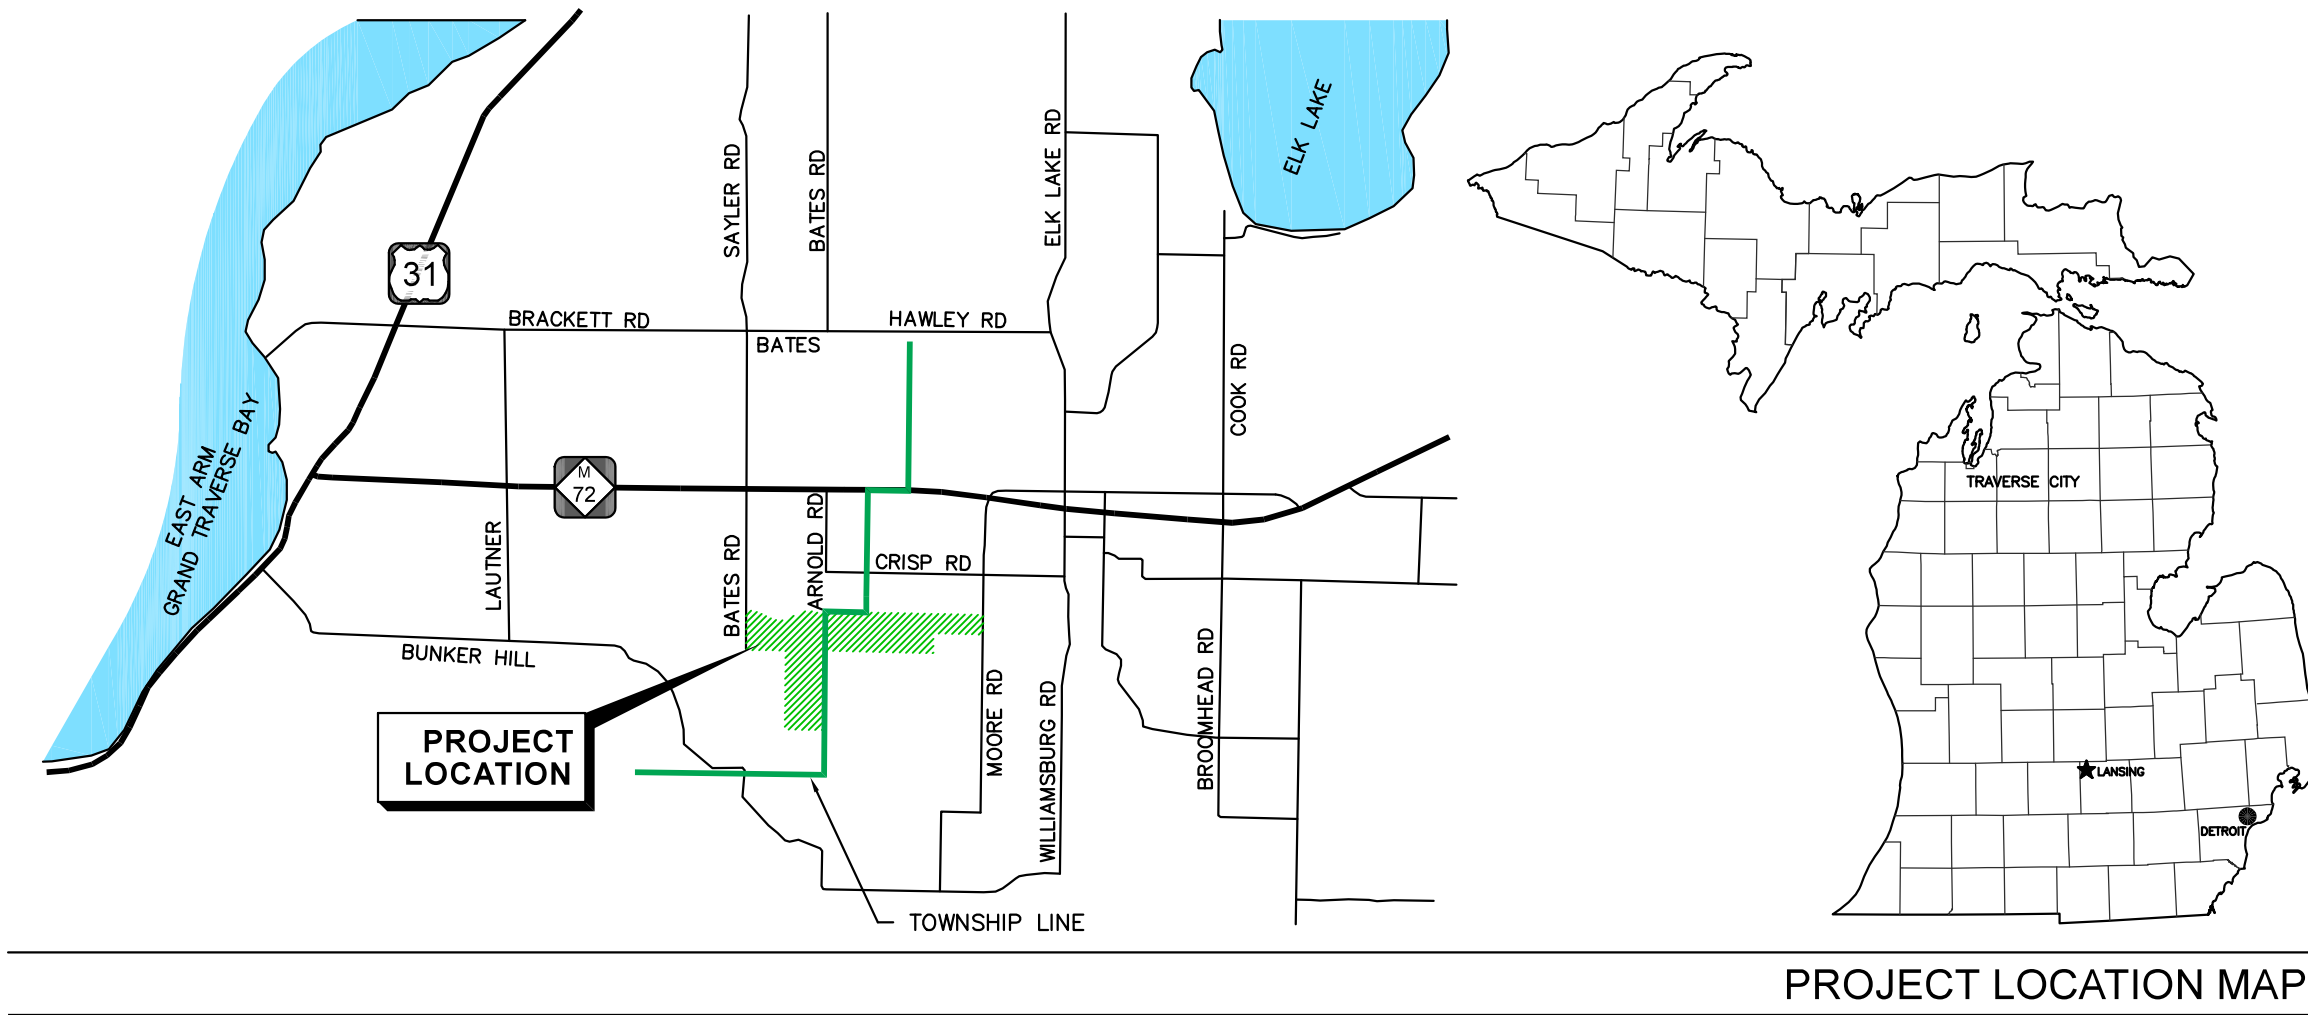 ELK LAKE
SAYLER RD
BATES RD
ELK LAKE RD
31
BRACKETT RD
HAWLEY RD
BATES
COOK RD
EAST ARM
GRAND TRAVERSE BAY
M
72
LAUTNER
BATES RD
ARNOLD RD
CRISP RD
BUNKER HILL
MOORE RD
WILLIAMSBURG RD
BROOMHEAD RD
PROJECT
LOCATION
TOWNSHIP LINE
TRAVERSE CITY
LANSING
DETROIT
PROJECT LOCATION MAP